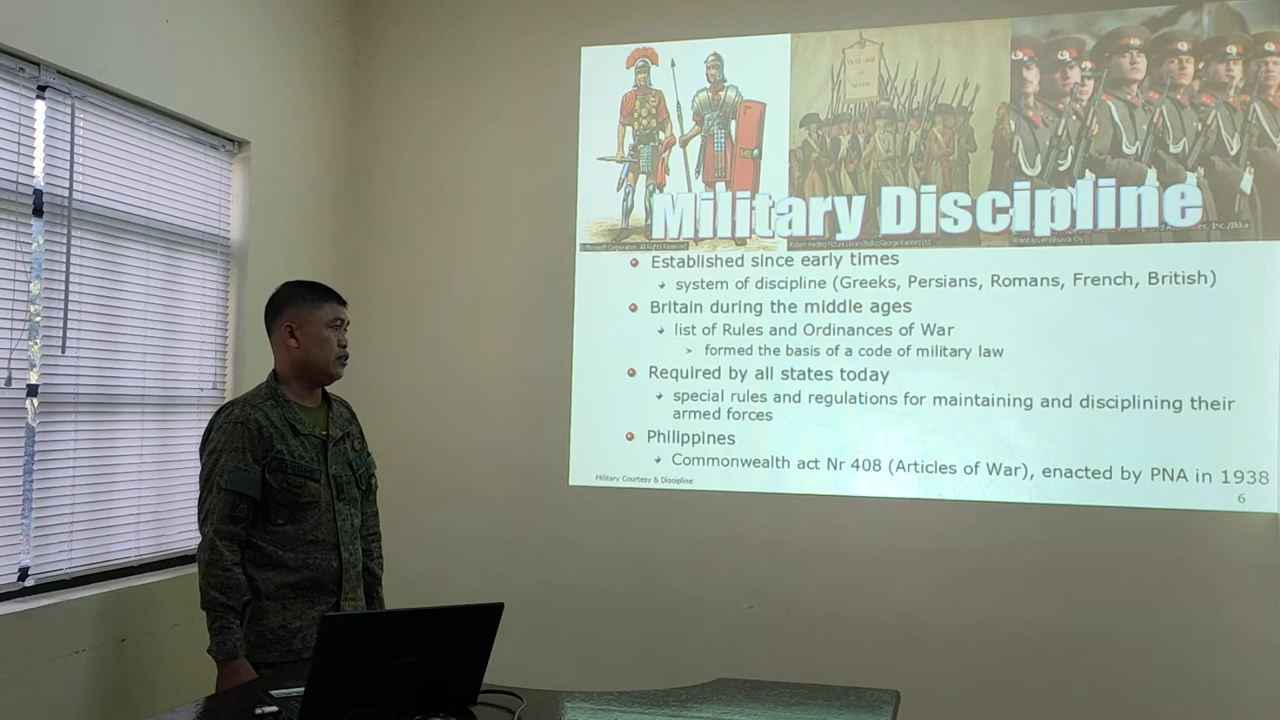 Military Discipline
Established since early times
system of discipline (Greeks, Persians, Romans, French, British)
Britain during the middle ages
list of Rules and Ordinances of War
formed the basis of a code of military law
Required by all states today
special rules and regulations for maintaining and disciplining their
armed forces
Philippines
Commonwealth act Nr 408 (Articles of War), enacted by PNA in 1938
Military Courtesy & Discipline
6